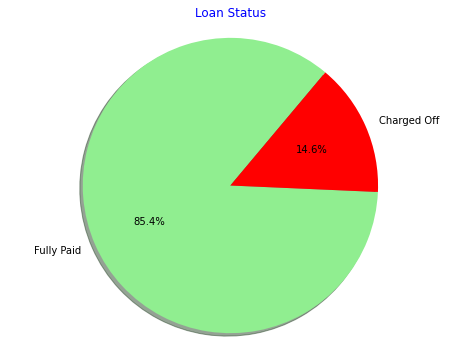 Loan Status
Charged Off
14.6%
85.4%
Fully Paid